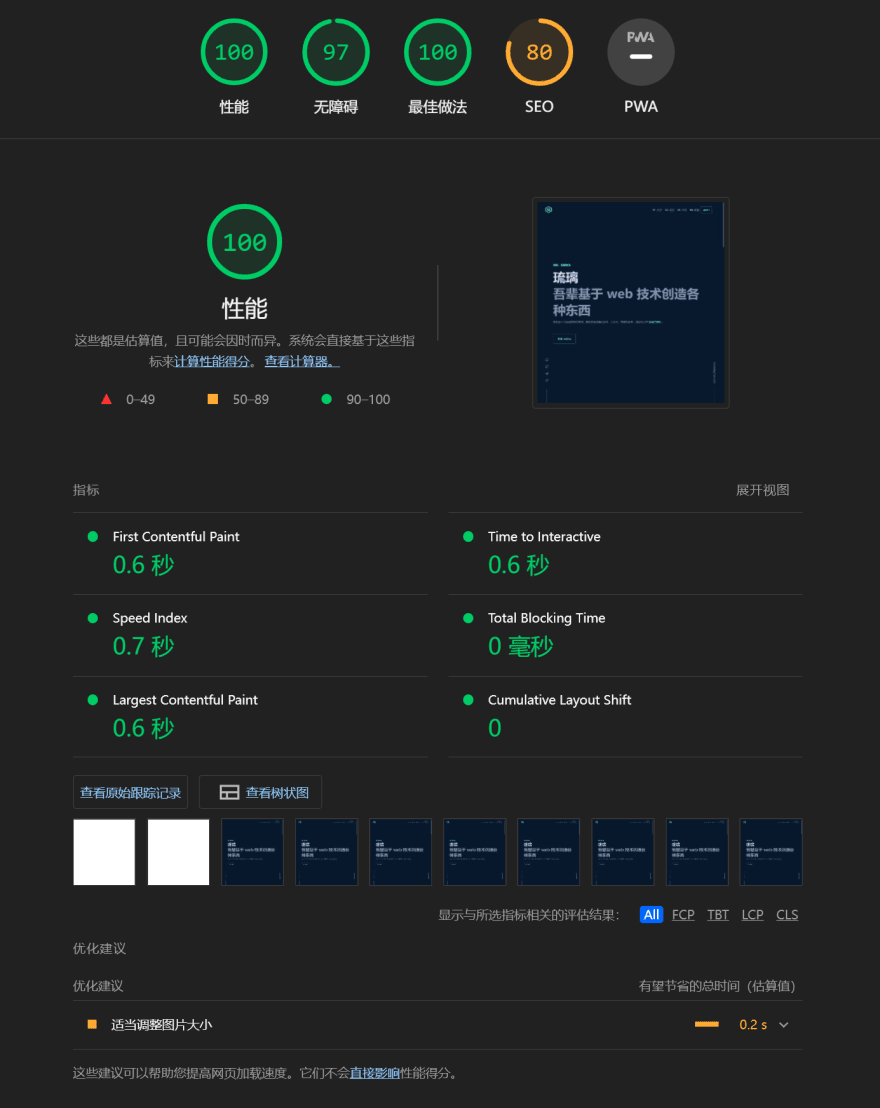 100
97
100
80
PWA
性能
无障碍
最佳做法
SEO
PWA
100
性能
这些都是估算值，且可能会因时而异。系统会直接基于这些指
标来计算性能得分。查看计算器。
0–49
50–89
90–100
琉璃
吾辈基于 web 技术创造各
种东西
指标
展开视图
First Contentful Paint
0.6 秒
Time to Interactive
0.6 秒
Speed Index
0.7 秒
Total Blocking Time
0 毫秒
Largest Contentful Paint
0.6 秒
Cumulative Layout Shift
0
查看原始跟踪记录
查看树状图
显示与所选指标相关的评估结果：
All FCP TBT LCP CLS
优化建议
优化建议
有望节省的总时间（估算值）
适当调整图片大小
0.2 s
这些建议可以帮助您提高网页加载速度。它们不会直接影响性能得分。